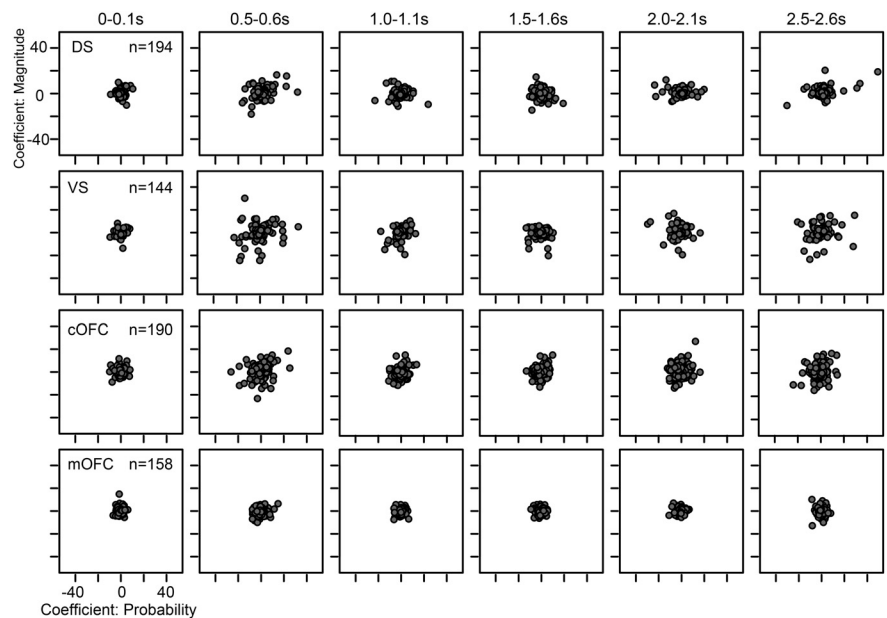 0-0.1s 0.5-0.6s 1.0-1.1s 1.5-1.6s 2.0-2.1s 2.5-2.6s
Coefficient: Magnitude
40
0
-40
DS n=194
VS n=144
cOFC n=190
mOFC n=158
-40 0 40
Coefficient: Probability